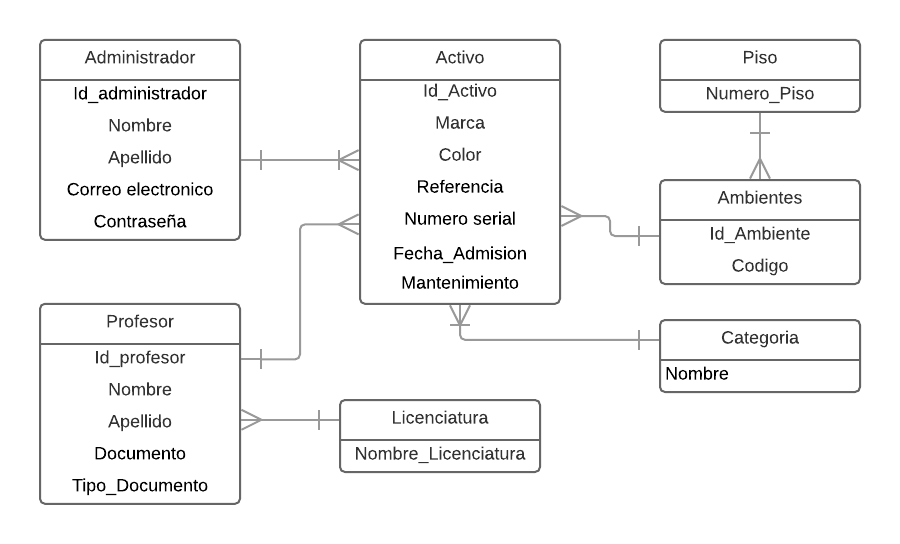 Administrador
Id_administrador
Nombre
Apellido
Correo electronico
Contraseña
Activo
Id_Activo
Marca
Color
Referencia
Numero serial
Fecha_Admision
Mantenimiento
Piso
Numero_Piso
Ambientes
Id_Ambiente
Codigo
Profesor
Id_profesor
Nombre
Apellido
Documento
Tipo_Documento
Licenciatura
Nombre_Licenciatura
Categoria
Nombre